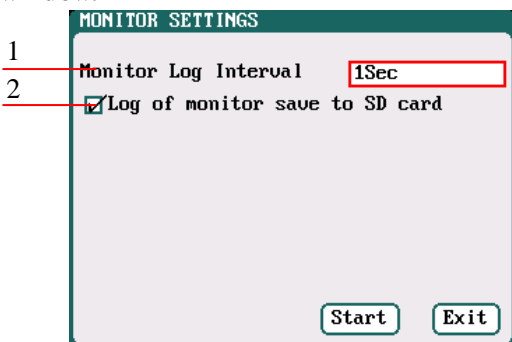 MONITOR SETTINGS
1
Monitor Log Interval 1Sec
2
Log of monitor save to SD card
Start Exit